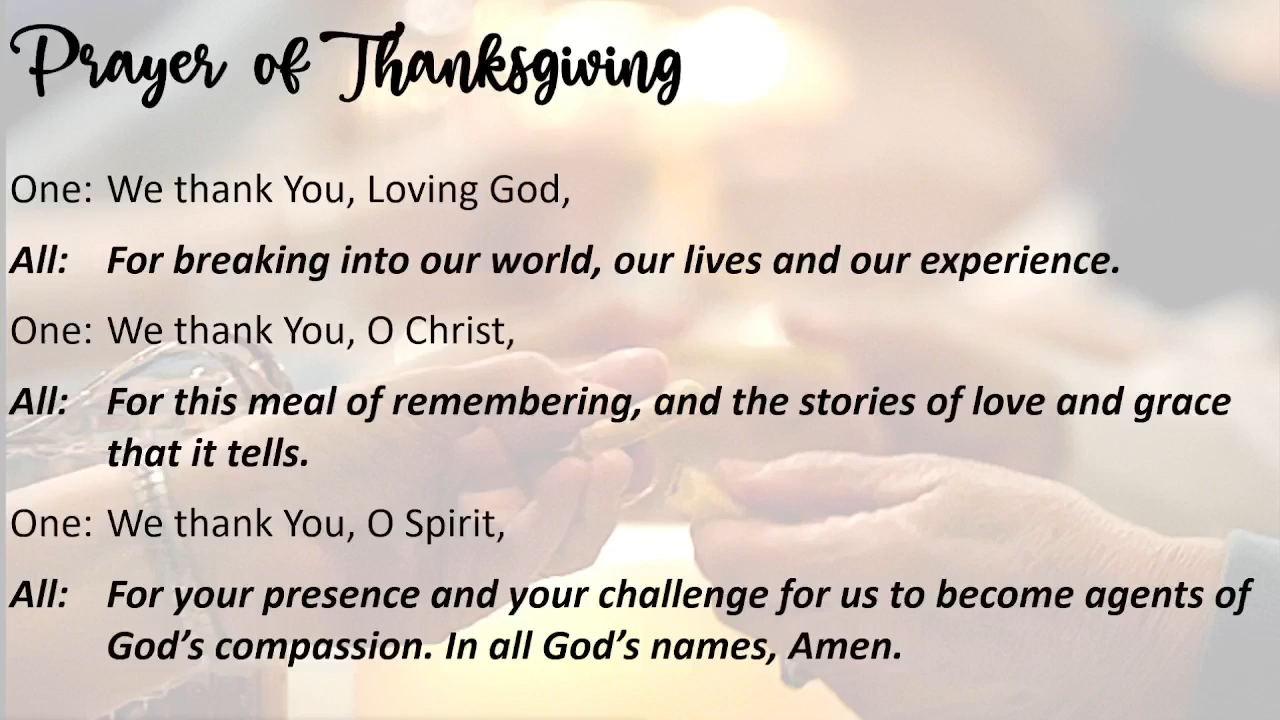 Prayer of Thanksgiving
One: We thank You, Loving God,
All: For breaking into our world, our lives and our experience.
One: We thank You, O Christ,
All: For this meal of remembering, and the stories of love and grace
that it tells.
One: We thank You, O Spirit,
All: For your presence and your challenge for us to become agents of
God’s compassion. In all God’s names, Amen.